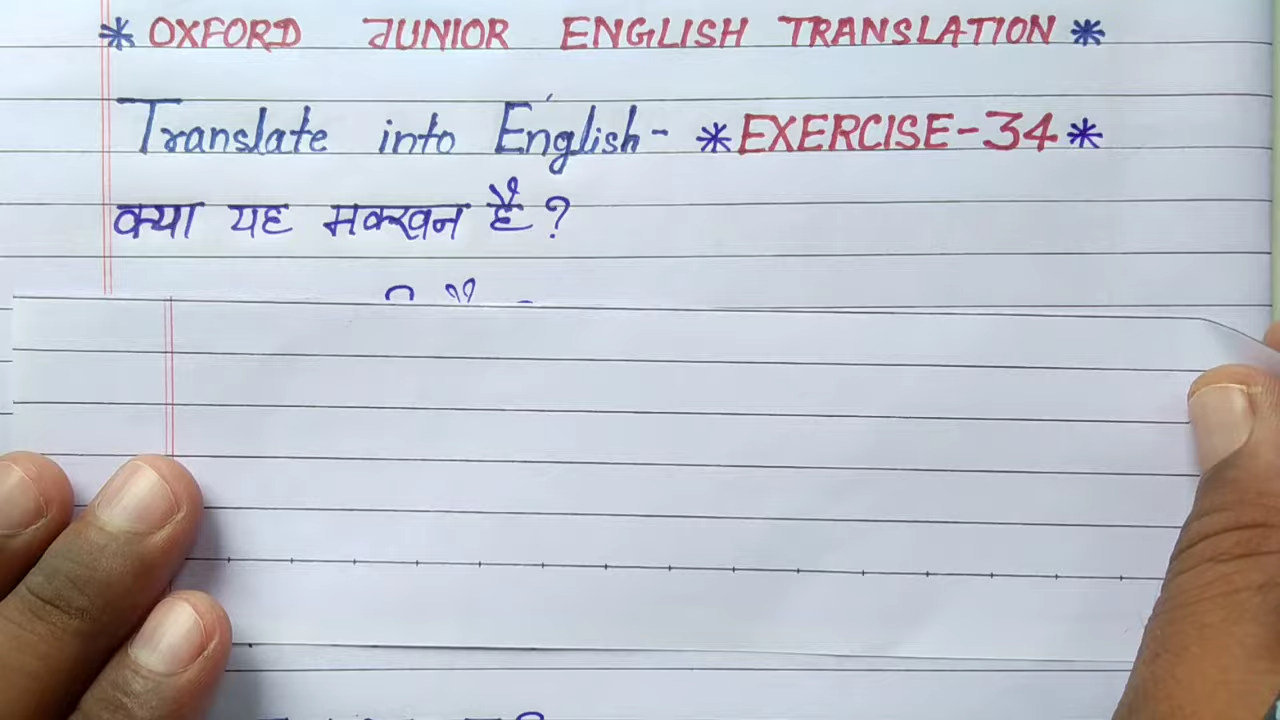 * OXFORD JUNIOR ENGLISH TRANSLATION *
Translate into English- *EXERCISE-34*
क्या यह मक्खन है?